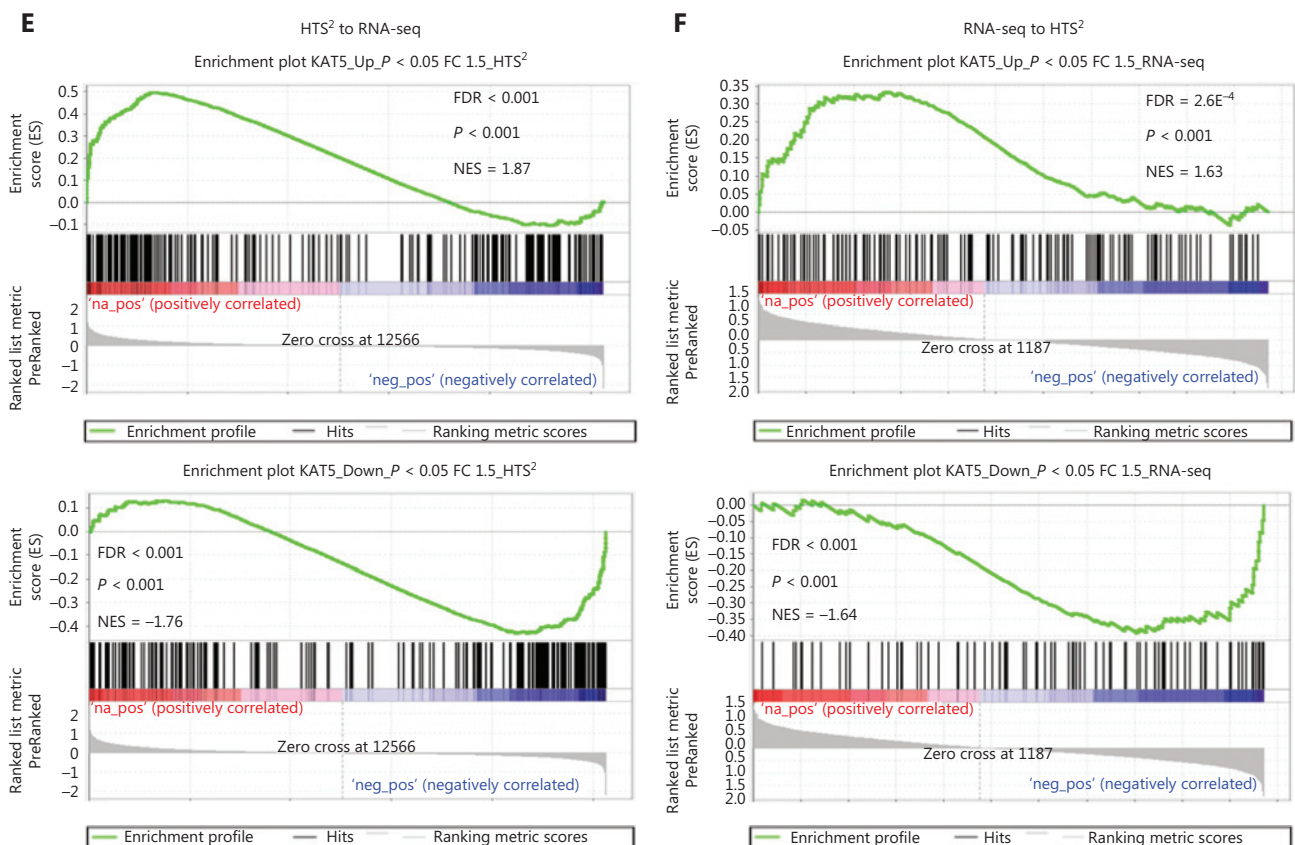 E
HTS² to RNA-seq
Enrichment plot KAT5_Up_P < 0.05 FC 1.5_HTS²
Enrichment score (ES)
0.5
0.4
0.3
0.2
0.1
0.0
−0.1
FDR < 0.001
P < 0.001
NES = 1.87
'na_pos' (positively correlated)
Ranked list metric
PreRanked
2
1
0
−1
−2
Zero cross at 12566
'neg_pos' (negatively correlated)
Enrichment profile Hits Ranking metric scores
Enrichment plot KAT5_Down_P < 0.05 FC 1.5_HTS²
Enrichment
score (ES)
0.1
0.0
−0.1
−0.2
−0.3
−0.4
FDR < 0.001
P < 0.001
NES = −1.76
'na_pos' (positively correlated)
Ranked list metric
PreRanked
2
1
0
−1
−2
Zero cross at 12566
'neg_pos' (negatively correlated)
Enrichment profile Hits Ranking metric scores
F
RNA-seq to HTS²
Enrichment plot KAT5_Up_P < 0.05 FC 1.5_RNA-seq
Enrichment
score (ES)
0.35
0.30
0.25
0.20
0.15
0.10
0.05
0.00
−0.05
FDR = 2.6E⁻⁴
P < 0.001
NES = 1.63
'na_pos' (positively correlated)
Ranked list metric
PreRanked
1.5
1.0
0.5
0.0
0.5
1.0
1.5
2.0
Zero cross at 1187
'neg_pos' (negatively correlated)
Enrichment profile Hits Ranking metric scores
Enrichment plot KAT5_Down_P < 0.05 FC 1.5_RNA-seq
Enrichment
score (ES)
0.00
−0.05
−0.10
−0.15
−0.20
−0.25
−0.30
−0.35
−0.40
FDR < 0.001
P < 0.001
NES = −1.64
'na_pos' (positively correlated)
Ranked list metric
PreRanked
1.5
1.0
0.5
0.0
0.5
1.0
1.5
2.0
Zero cross at 1187
'neg_pos' (negatively correlated)
Enrichment profile Hits Ranking metric scores